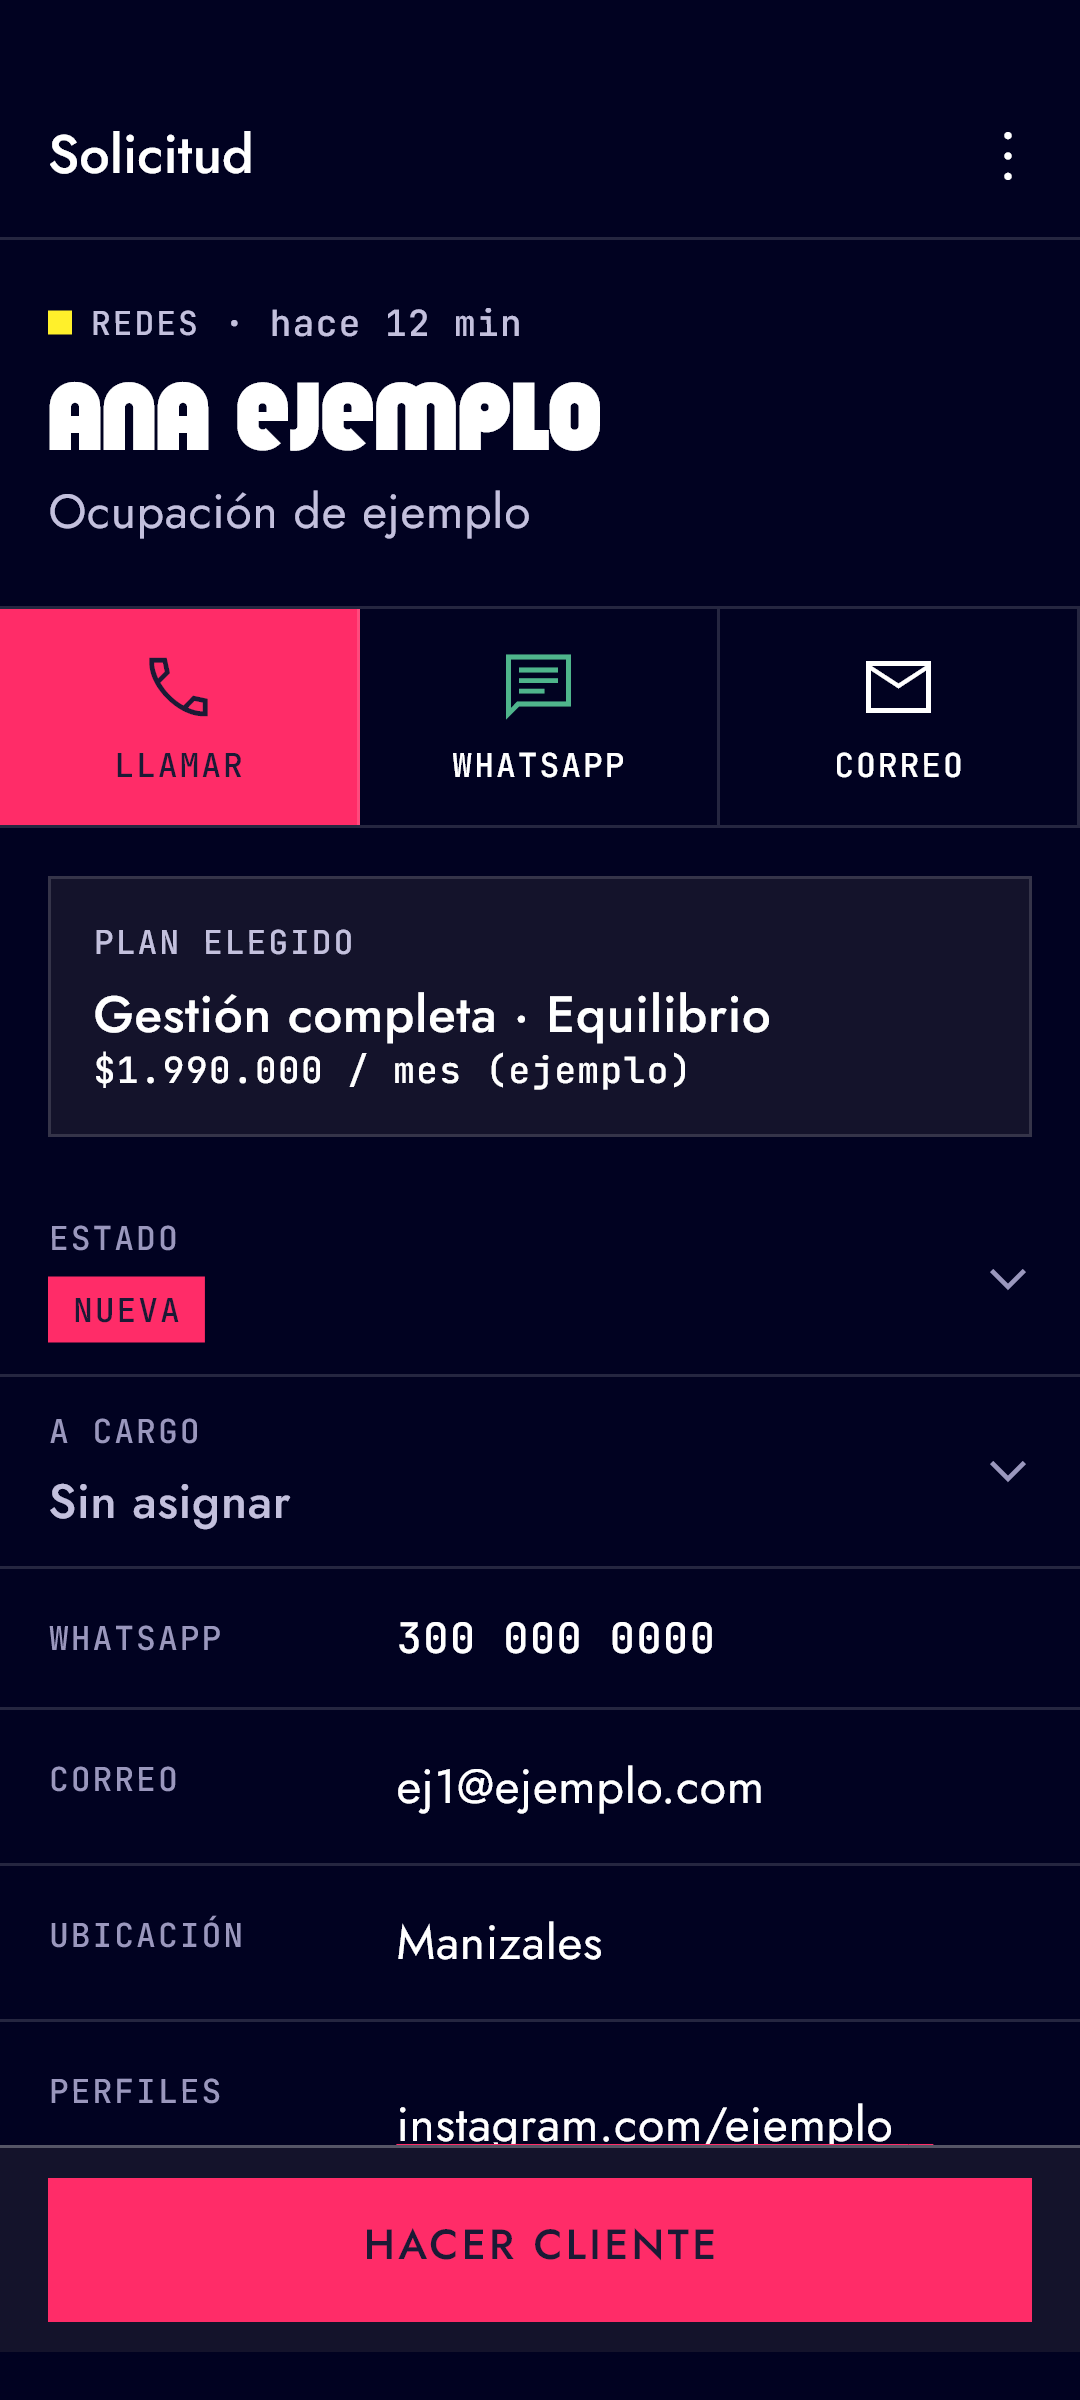 Solicitud
REDES · hace 12 min
ANA EJEMPLO
Ocupación de ejemplo
LLAMAR
WHATSAPP
CORREO
PLAN ELEGIDO
Gestión completa · Equilibrio
$1.990.000 / mes (ejemplo)
ESTADO
NUEVA
A CARGO
Sin asignar
WHATSAPP
300 000 0000
CORREO
ej1@ejemplo.com
UBICACIÓN
Manizales
PERFILES
instagram.com/ejemplo
HACER CLIENTE